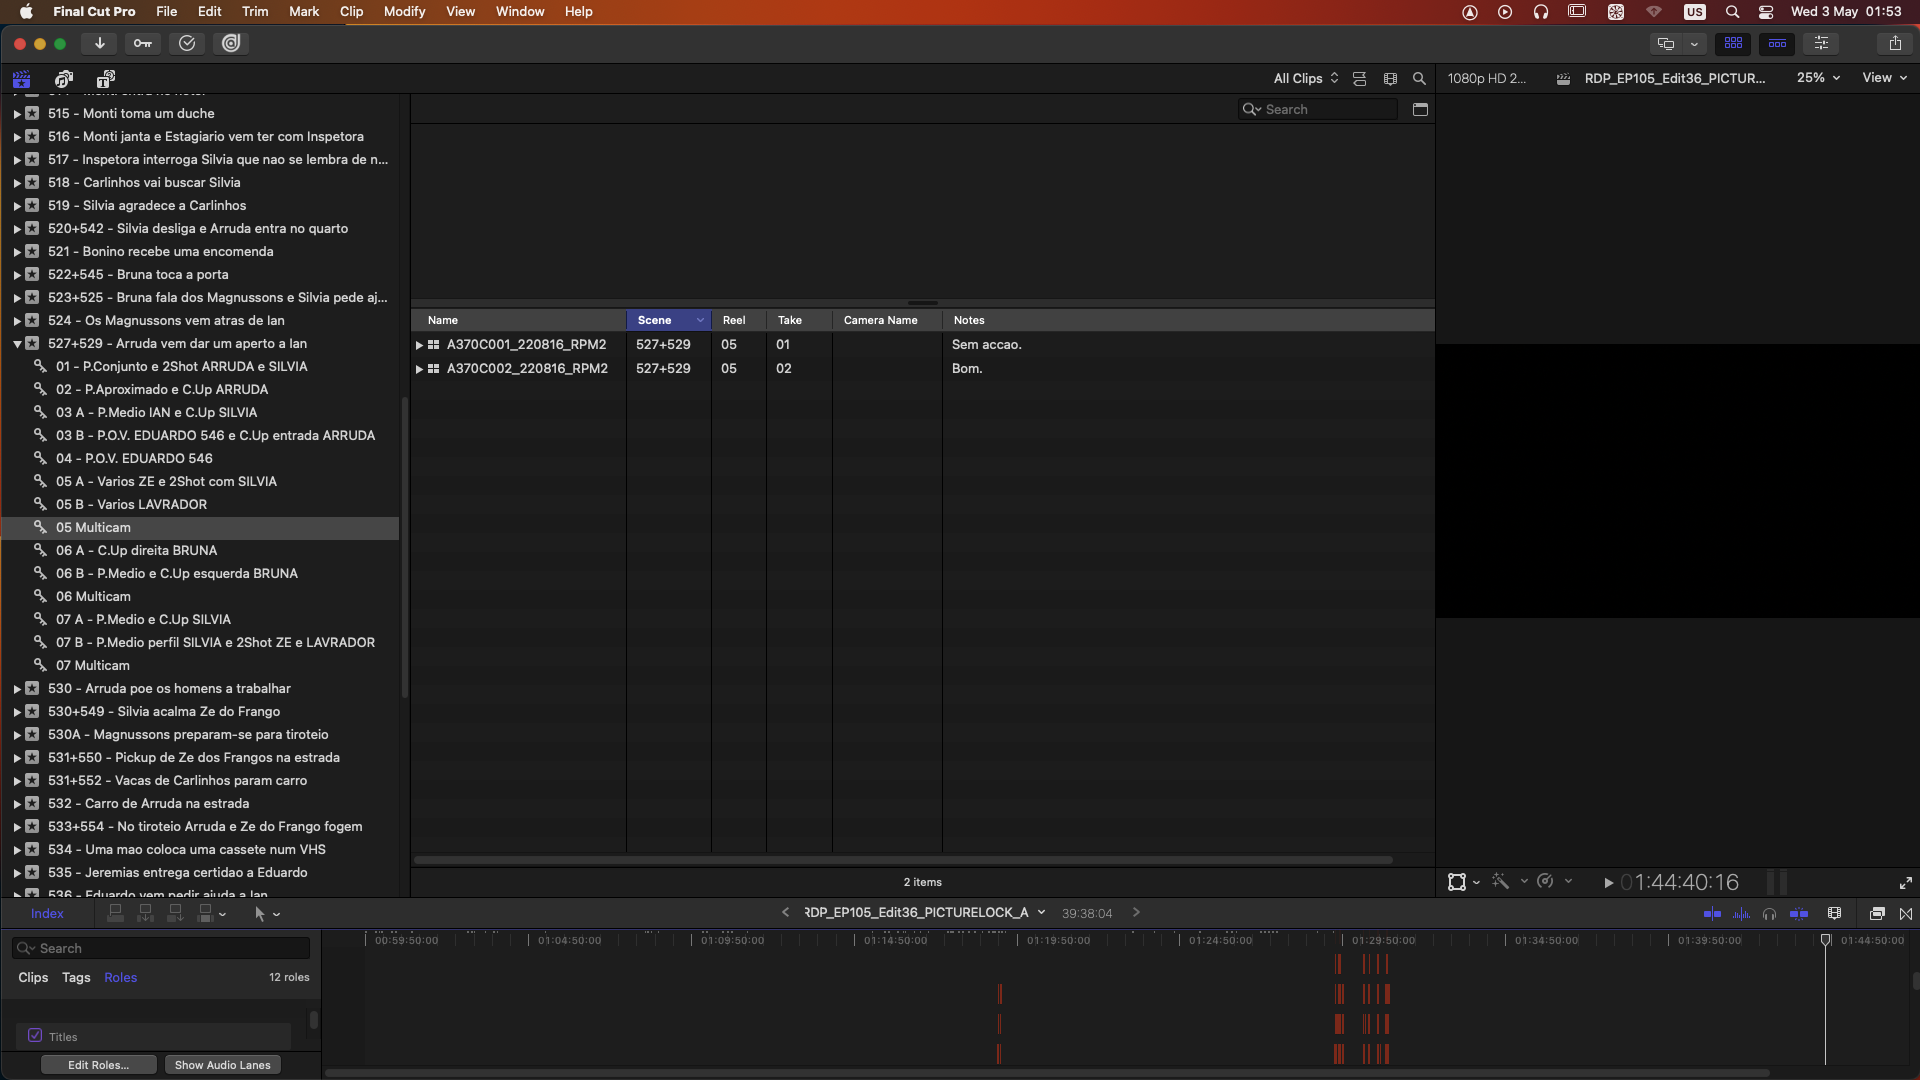 Final Cut Pro File Edit Trim Mark Clip Modify View Window Help US Wed 3 May 01:53
All Clips 1080p HD 2... RDP_EP105_Edit36_PICTUR... 25% View
Search
515 - Monti toma um duche
516 - Monti janta e Estagiario vem ter com Inspetora
517 - Inspetora interroga Silvia que nao se lembra de n...
518 - Carlinhos vai buscar Silvia
519 - Silvia agradece a Carlinhos
520+542 - Silvia desliga e Arruda entra no quarto
521 - Bonino recebe uma encomenda
522+545 - Bruna toca a porta
523+525 - Bruna fala dos Magnussons e Silvia pede aj...
524 - Os Magnussons vem atras de Ian
527+529 - Arruda vem dar um aperto a Ian
01 - P.Conjunto e 2Shot ARRUDA e SILVIA
02 - P.Aproximado e C.Up ARRUDA
03 A - P.Medio IAN e C.Up SILVIA
03 B - P.O.V. EDUARDO 546 e C.Up entrada ARRUDA
04 - P.O.V. EDUARDO 546
05 A - Varios ZE e 2Shot com SILVIA
05 B - Varios LAVRADOR
05 Multicam
06 A - C.Up direita BRUNA
06 B - P.Medio e C.Up esquerda BRUNA
06 Multicam
07 A - P.Medio e C.Up SILVIA
07 B - P.Medio perfil SILVIA e 2Shot ZE e LAVRADOR
07 Multicam
530 - Arruda poe os homens a trabalhar
530+549 - Silvia acalma Ze do Frango
530A - Magnussons preparam-se para tiroteio
531+550 - Pickup de Ze dos Frangos na estrada
531+552 - Vacas de Carlinhos param carro
532 - Carro de Arruda na estrada
533+554 - No tiroteio Arruda e Ze do Frango fogem
534 - Uma mao coloca uma cassete num VHS
535 - Jeremias entrega certidao a Eduardo
536 - Eduardo vem pedir ajuda a Ian
Name Scene Reel Take Camera Name Notes
A370C001_220816_RPM2 527+529 05 01 Sem accao.
A370C002_220816_RPM2 527+529 05 02 Bom.
2 items
01:44:40:16
Index RDP_EP105_Edit36_PICTURELOCK_A 39:38:04
Search
Clips Tags Roles 12 roles
Titles
Edit Roles... Show Audio Lanes
00:59:50:00 01:04:50:00 01:09:50:00 01:14:50:00 01:19:50:00 01:24:50:00 01:29:50:00 01:34:50:00 01:39:50:00 01:44:50:00